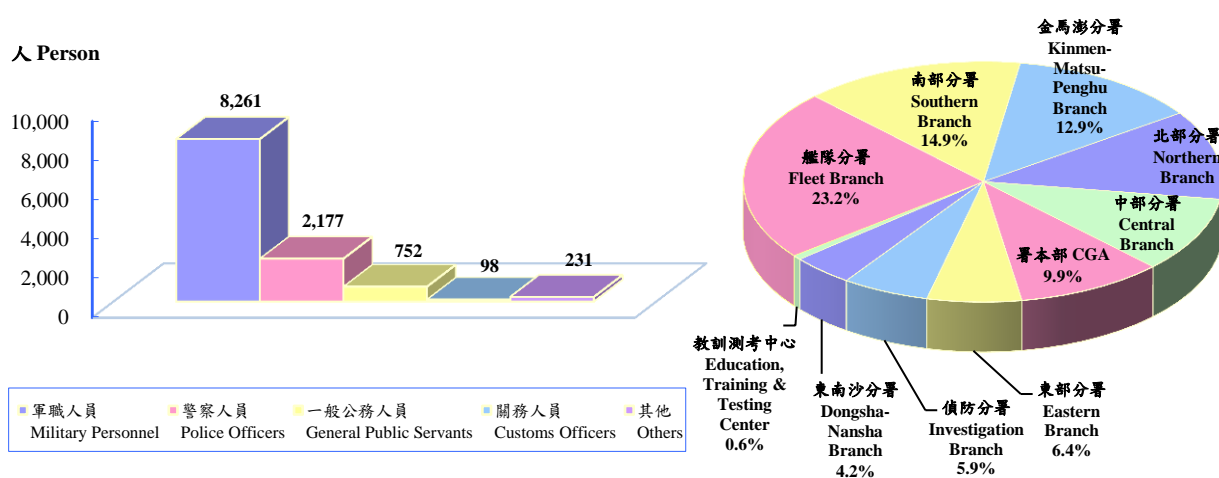 人 Person
8,261
2,177
752
98
231
10,000
8,000
6,000
4,000
2,000
0
軍職人員
Military Personnel
警察人員
Police Officers
一般公務人員
General Public Servants
關務人員
Customs Officers
其他
Others
金馬澎分署
Kinmen-
Matsu-
Penghu
Branch
12.9%
南部分署
Southern
Branch
14.9%
北部分署
Northern
Branch
艦隊分署
Fleet Branch
23.2%
中部分署
Central
Branch
署本部 CGA
9.9%
教訓測考中心
Education,
Training &
Testing
Center
0.6%
東南沙分署
Dongsha-
Nansha
Branch
4.2%
偵防分署
Investigation
Branch
5.9%
東部分署
Eastern
Branch
6.4%